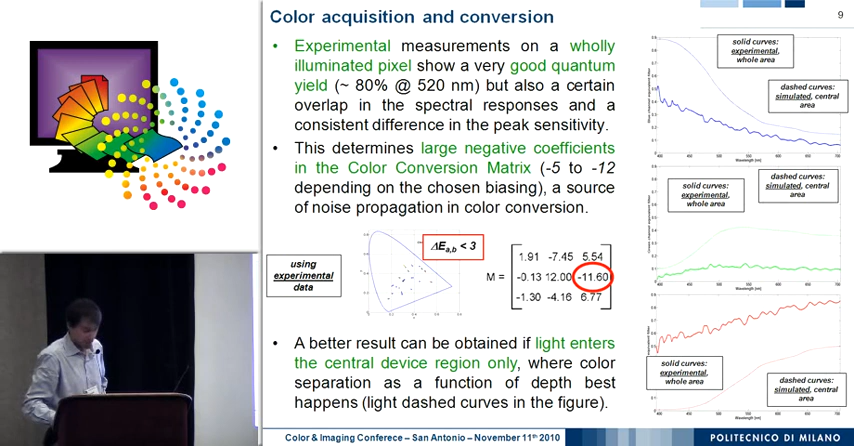 Color acquisition and conversion
9
• Experimental measurements on a wholly
illuminated pixel show a very good quantum
yield (~ 80% @ 520 nm) but also a certain
overlap in the spectral responses and a
consistent difference in the peak sensitivity.
• This determines large negative coefficients
in the Color Conversion Matrix (-5 to -12
depending on the chosen biasing), a source
of noise propagation in color conversion.
using
experimental
data
ΔEa,b < 3
M =
1.91 -7.45 5.54
-0.13 12.00 -11.60
-1.30 -4.16 6.77
• A better result can be obtained if light enters
the central device region only, where color
separation as a function of depth best
happens (light dashed curves in the figure).
solid curves:
experimental,
whole area
dashed curves:
simulated, central
area
Wavelength [nm]
solid curves:
experimental,
whole area
dashed curves:
simulated, central
area
Wavelength [nm]
solid curves:
experimental,
whole area
dashed curves:
simulated, central
area
Wavelength [nm]
Color & Imaging Conferece – San Antonio – November 11th 2010
POLITECNICO DI MILANO